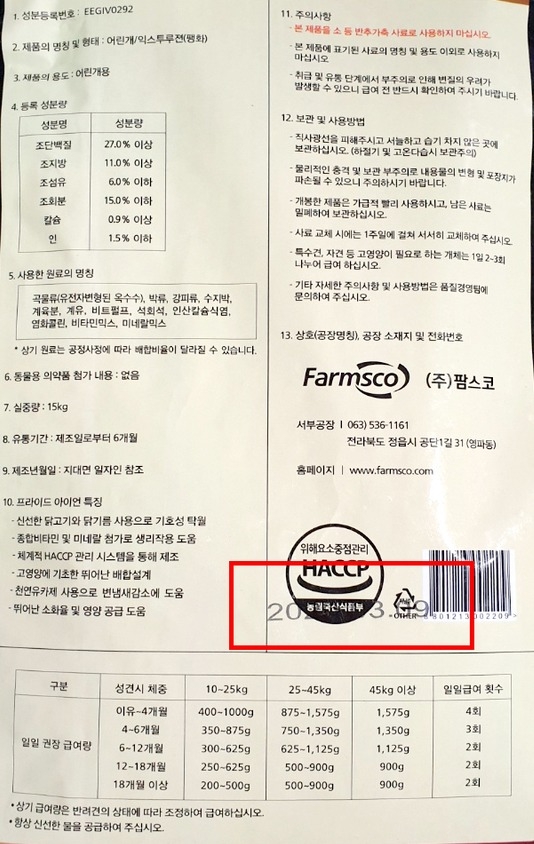 1. 성분등록번호 : EEGIV0292
2. 제품의 명칭 및 형태 : 어린개/익스투루젼(팽화)
3. 제품의 용도 : 어린개용
4. 등록 성분량
성분명 성분량
조단백질 27.0% 이상
조지방 11.0% 이상
조섬유 6.0% 이하
조회분 15.0% 이하
칼슘 0.9% 이상
인 1.5% 이하
5. 사용한 원료의 명칭
곡물류(유전자변형된 옥수수), 박류, 강피류, 수지박,
계육분, 계유, 비트펄프, 석회석, 인산칼슘식염,
염화콜린, 비타민믹스, 미네랄믹스
* 상기 원료는 공정사정에 따라 배합비율이 달라질 수 있습니다.
6. 동물용 의약품 첨가 내용 : 없음
7. 실중량 : 15kg
8. 유통기간 : 제조일로부터 6개월
9. 제조년월일 : 지대면 일자인 참조
10. 프라이드 아이언 특징
· 신선한 닭고기와 닭기름 사용으로 기호성 탁월
· 종합비타민 및 미네랄 첨가로 생리작용 도움
· 체계적 HACCP 관리 시스템을 통해 제조
· 고영양에 기초한 뛰어난 배합설계
· 천연유카제 사용으로 변냄새감소에 도움
· 뛰어난 소화율 및 영양 공급 도움
11. 주의사항
· 본 제품을 소 등 반추가축 사료로 사용하지 마십시오.
· 본 제품에 표기된 사료의 명칭 및 용도 이외로 사용하지
마십시오
· 취급 및 유통 단계에서 부주의로 인해 변질의 우려가
발생할 수 있으니 급여 전 반드시 확인하여 주시기 바랍니다.
12. 보관 및 사용방법
· 직사광선을 피해주시고 서늘하고 습기 차지 않은 곳에
보관하십시오. (하절기 및 고온다습시 보관주의)
· 물리적인 충격 및 보관 부주의로 내용물의 변형 및 포장지가
파손될 수 있으니 주의하시기 바랍니다.
· 개봉한 제품은 가급적 빨리 사용하시고, 남은 사료는
밀폐하여 보관하십시오.
· 사료 교체 시에는 1주일에 걸쳐 서서히 교체하여 주십시오.
· 특수견, 자견 등 고영양이 필요로 하는 개체는 1일 2~3회
나누어 급여 하십시오.
· 기타 자세한 주의사항 및 사용방법은 품질경영팀에
문의하여 주십시오.
13. 상호(공장명칭), 공장 소재지 및 전화번호
Farmsco (주)팜스코
서부공장 | 063) 536-1161
전라북도 정읍시 공단1길 31 (영파동)
홈페이지 | www.farmsco.com
위해요소중점관리
HACCP
농림축산식품부
OTHER
8801213002209>
구분 성견시 체중 10~25kg 25~45kg 45kg 이상 일일급여 횟수
일일 권장 급여량 이유~4개월 400~1000g 875~1,575g 1,575g 4회
4~6개월 350~875g 750~1,350g 1,350g 3회
6~12개월 300~625g 625~1,125g 1,125g 2회
12~18개월 250~625g 500~900g 900g 2회
18개월 이상 200~500g 500~900g 900g 2회
* 상기 급여량은 반려견의 상태에 따라 조정하여 급여하십시오.
* 항상 신선한 물을 공급하여 주십시오.